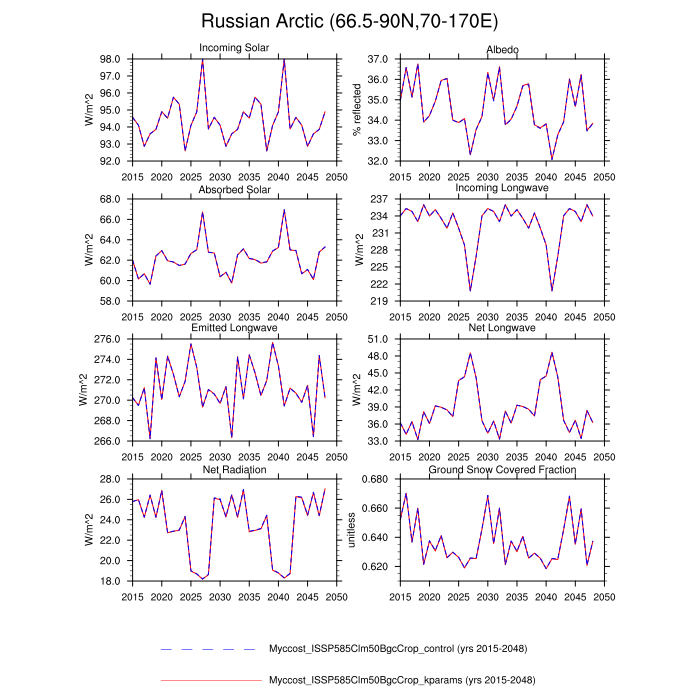 Russian Arctic (66.5-90N,70-170E)
Incoming Solar
Albedo
W/m^2
98.0
97.0
96.0
95.0
94.0
93.0
92.0
2015 2020 2025 2030 2035 2040 2045 2050
% reflected
37.0
36.0
35.0
34.0
33.0
32.0
2015 2020 2025 2030 2035 2040 2045 2050
Absorbed Solar
Incoming Longwave
W/m^2
68.0
66.0
64.0
62.0
60.0
58.0
2015 2020 2025 2030 2035 2040 2045 2050
W/m^2
237
234
231
228
225
222
219
2015 2020 2025 2030 2035 2040 2045 2050
Emitted Longwave
Net Longwave
W/m^2
276.0
274.0
272.0
270.0
268.0
266.0
2015 2020 2025 2030 2035 2040 2045 2050
W/m^2
51.0
48.0
45.0
42.0
39.0
36.0
33.0
2015 2020 2025 2030 2035 2040 2045 2050
Net Radiation
Ground Snow Covered Fraction
W/m^2
28.0
26.0
24.0
22.0
20.0
18.0
2015 2020 2025 2030 2035 2040 2045 2050
unitless
0.680
0.660
0.640
0.620
2015 2020 2025 2030 2035 2040 2045 2050
Myccost_ISSP585Clm50BgcCrop_control (yrs 2015-2048)
Myccost_ISSP585Clm50BgcCrop_kparams (yrs 2015-2048)